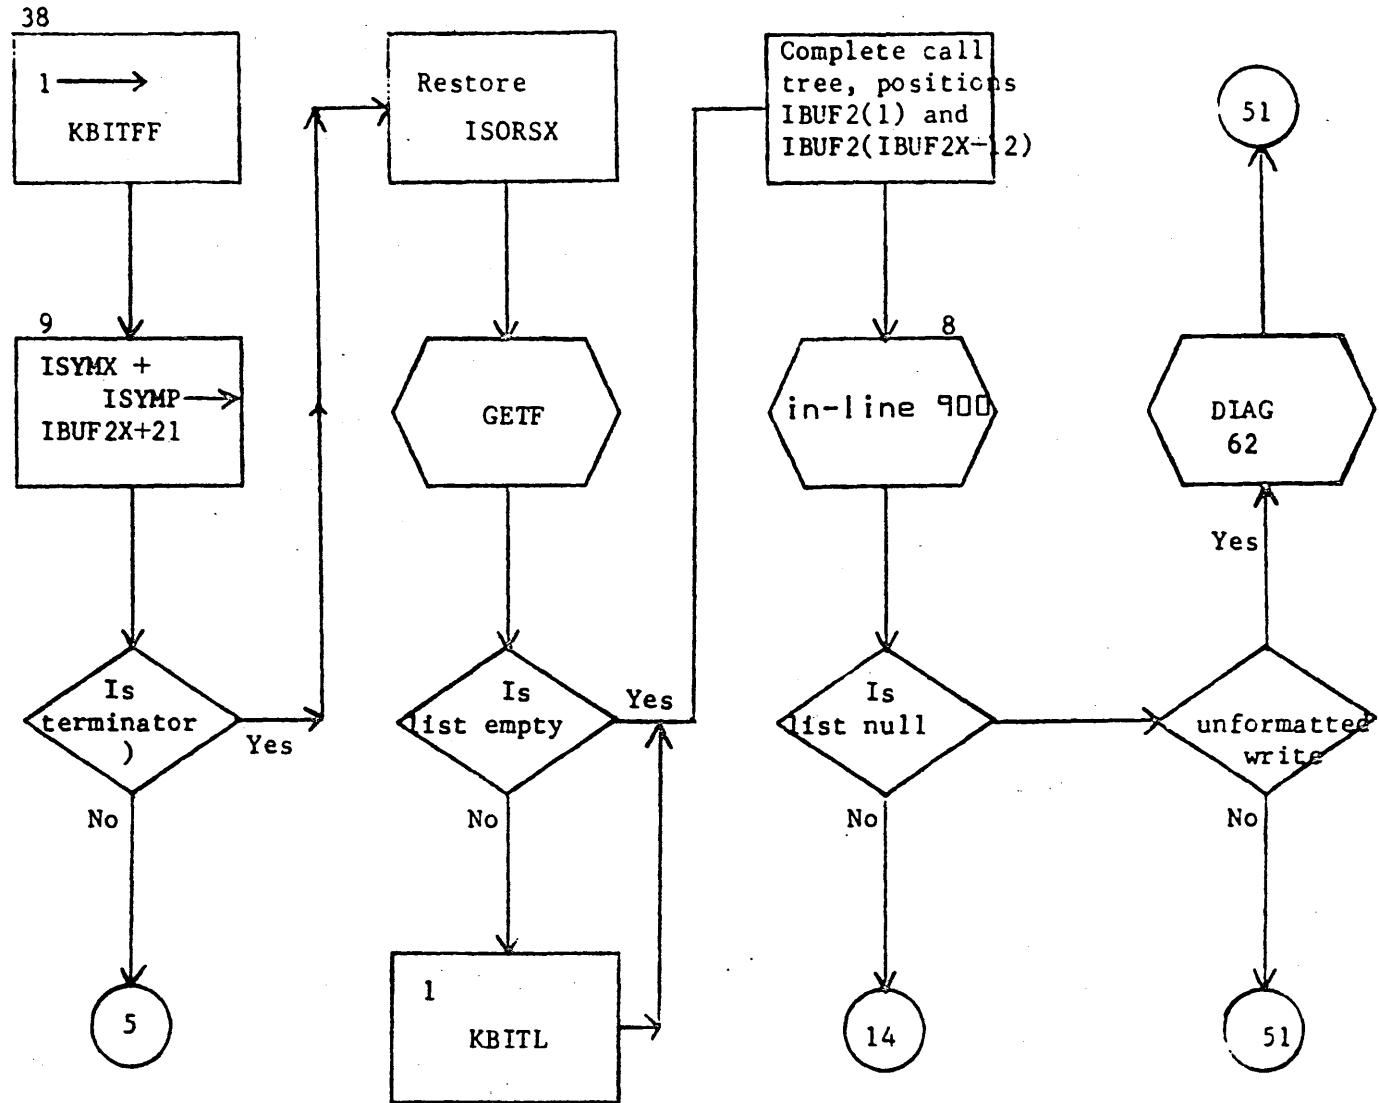 38
1
KBITFF
9
ISYMX +
ISYMP
IBUF2X+21
Is
terminator
)
Yes
No
5
Restore
ISORSX
GETF
Is
list empty
Yes
No
1
KBITL
Complete call
tree, positions
IBUF2(1) and
IBUF2(IBUF2X-12)
8
in-line 900
Is
list null
No
14
51
DIAG
62
Yes
unformatted
write
No
51